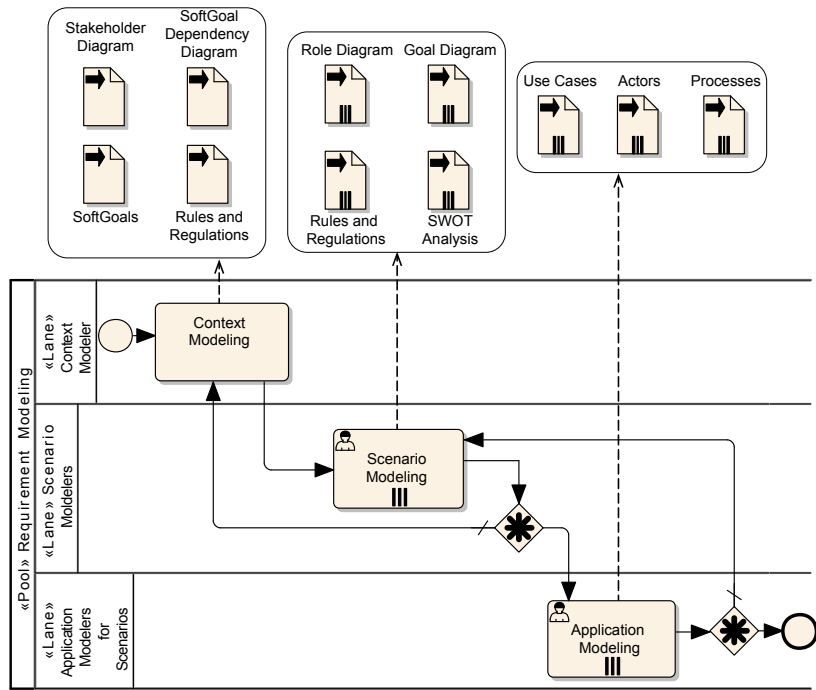 Stakeholder
Diagram
SoftGoal
Dependency
Diagram
SoftGoals
Rules and
Regulations
Role Diagram
Goal Diagram
Rules and
Regulations
SWOT
Analysis
Use Cases
Actors
Processes
«Pool» Requirement Modeling
«Lane»
Context
Modeler
Context
Modeling
«Lane» Scenario
Moldelers
Scenario
Modeling
«Lane»
Application
Modelers
for
Scenarios
Application
Modeling